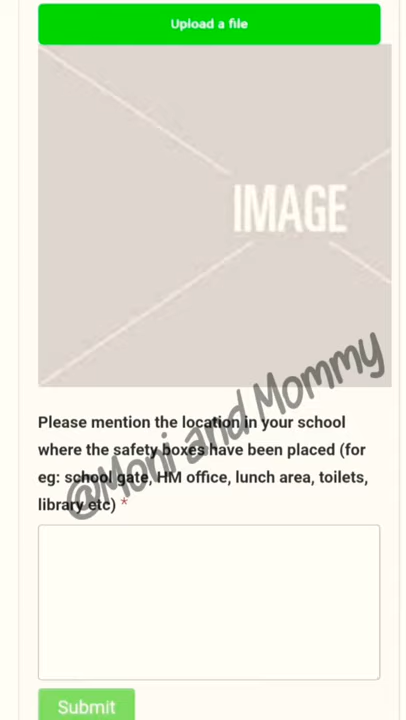 Upload a file
IMAGE
Please mention the location in your school
where the safety boxes have been placed (for
eg: school gate, HM office, lunch area, toilets,
library etc) *
@Moni and Mommy
Submit